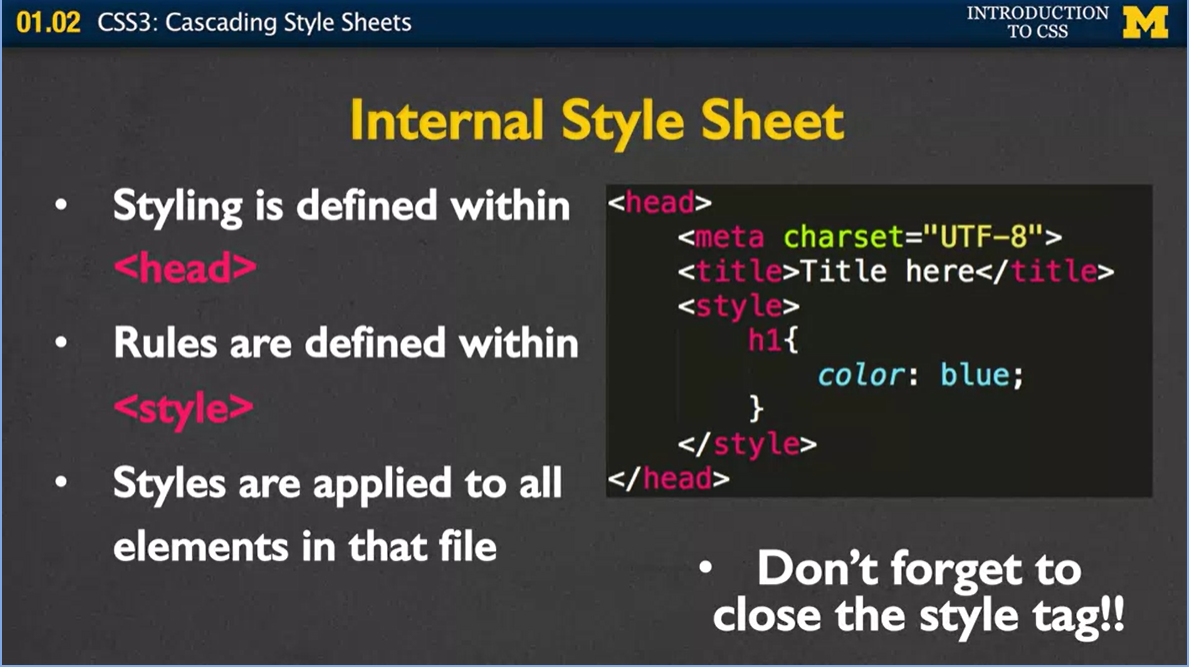 01.02 CSS3: Cascading Style Sheets
INTRODUCTION
TO CSS
M
Internal Style Sheet
• Styling is defined within
<head>
• Rules are defined within
<style>
• Styles are applied to all
elements in that file
<head>
    <meta charset="UTF-8">
    <title>Title here</title>
    <style>
        h1{
            color: blue;
        }
    </style>
</head>
• Don’t forget to
close the style tag!!